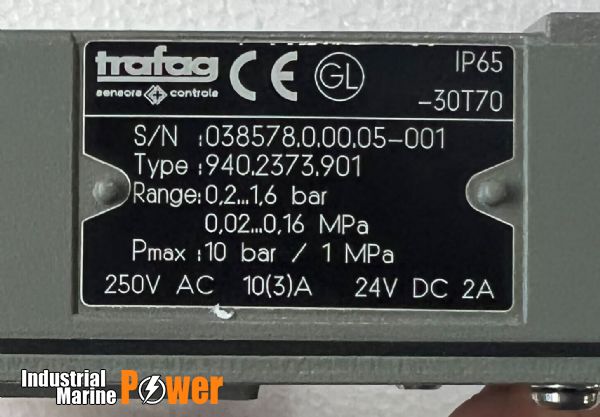 trafag CE GL IP65
sensors controls -30T70
S/N :038578.0.00.05-001
Type :940.2373.901
Range:0,2...1,6 bar
0,02...0,16 MPa
Pmax :10 bar / 1 MPa
250V AC 10(3)A 24V DC 2A
Industrial
Marine Power